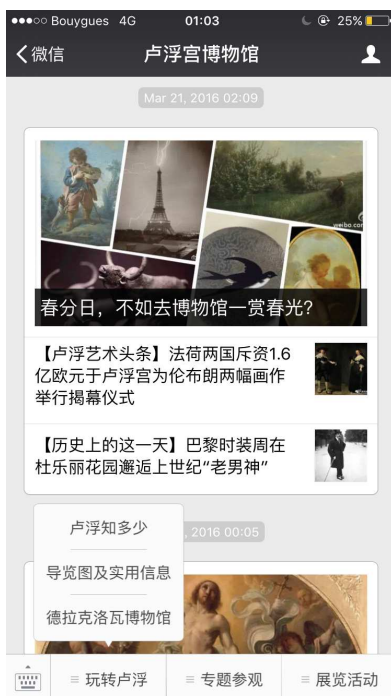 Bouygues 4G 01:03 25%
微信 卢浮宫博物馆
Mar 21, 2016 02:09
weibo.com
春分日，不如去博物馆一赏春光？
【卢浮艺术头条】法荷两国斥资1.6
亿欧元于卢浮宫为伦布朗两幅画作
举行揭幕仪式
【历史上的这一天】巴黎时装周在
杜乐丽花园邂逅上世纪“老男神”
, 2016 00:05
卢浮知多少
导览图及实用信息
德拉克洛瓦博物馆
玩转卢浮 专题参观 展览活动